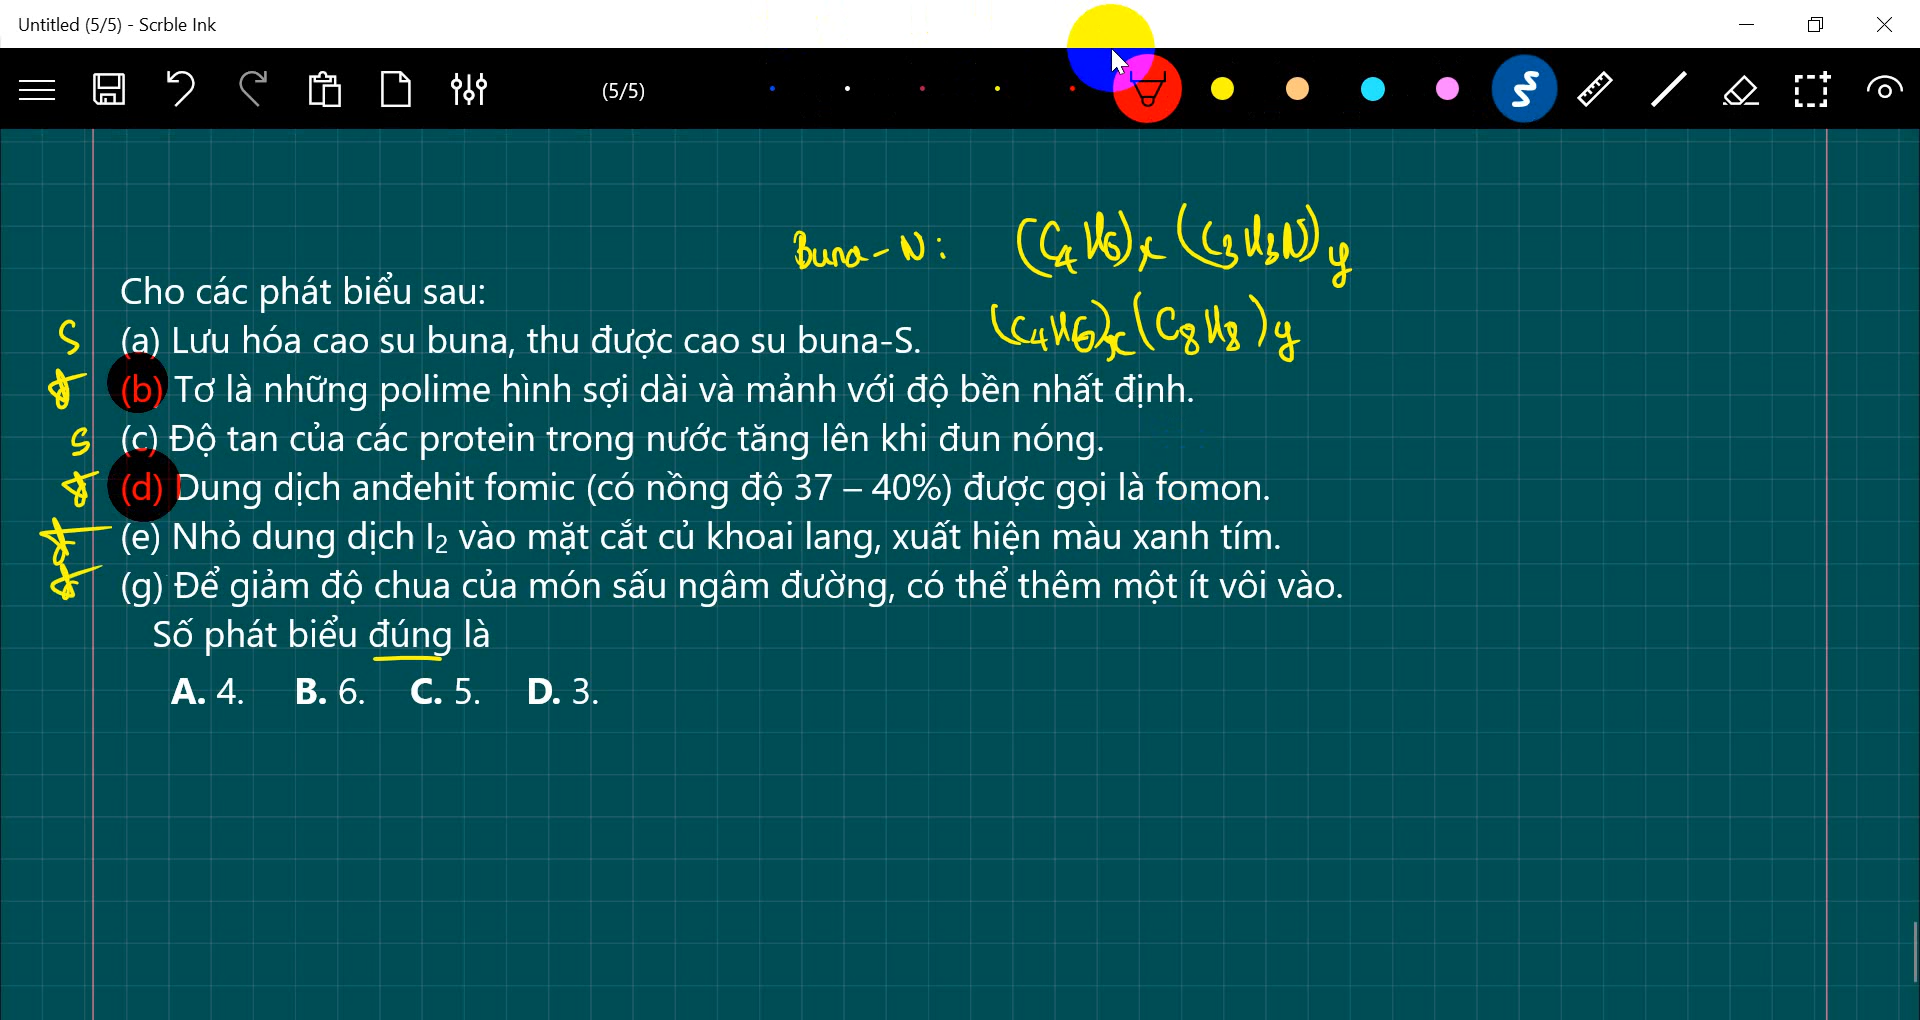 Untitled (5/5) - Scrble Ink
(5/5)
Buna - N : (C4H6)x (C3H3N)y
Cho các phát biểu sau:
(C4H6)x (C8H8)y
S (a) Lưu hóa cao su buna, thu được cao su buna-S.
(b) Tơ là những polime hình sợi dài và mảnh với độ bền nhất định.
S (c) Độ tan của các protein trong nước tăng lên khi đun nóng.
(d) Dung dịch anđehit fomic (có nồng độ 37 – 40%) được gọi là fomon.
(e) Nhỏ dung dịch I2 vào mặt cắt củ khoai lang, xuất hiện màu xanh tím.
(g) Để giảm độ chua của món sấu ngâm đường, có thể thêm một ít vôi vào.
Số phát biểu đúng là
A. 4. B. 6. C. 5. D. 3.